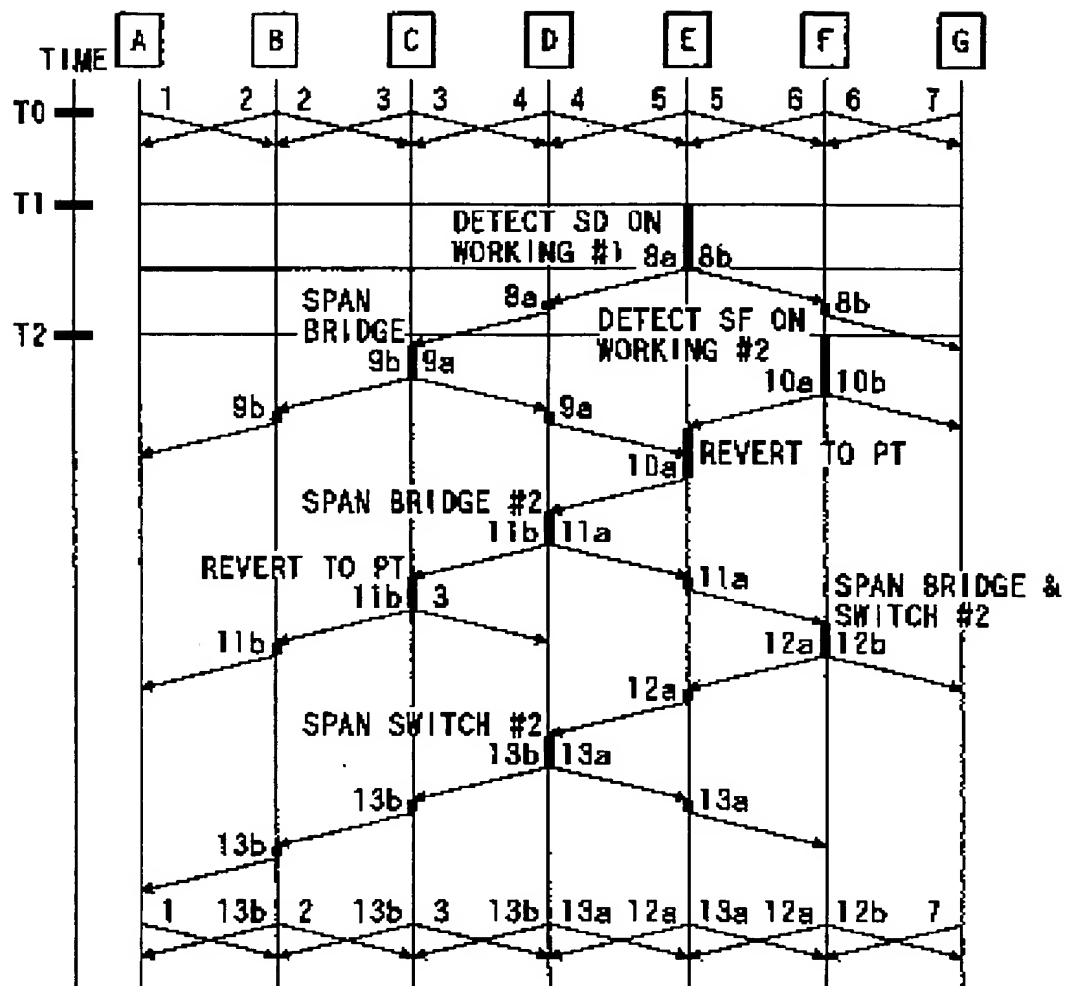 A B C D E F G
TIME
T0 1 2 2 3 3 4 4 5 5 6 6 7
T1
DETECT SD ON
WORKING #1 8a 8b
SPAN
BRIDGE
8a
8b
T2
DETECT SF ON
WORKING #2
9b 9a
10a 10b
9b 9a
REVERT TO PT
10a
SPAN BRIDGE #2
11b 11a
REVERT TO PT
11b 3
11a
SPAN BRIDGE &
SWITCH #2
11b
12a 12b
12a
SPAN SWITCH #2
13b 13a
13b 13a
13b
1 13b 2 13b 3 13b 13a 12a 13a 12a 12b 7